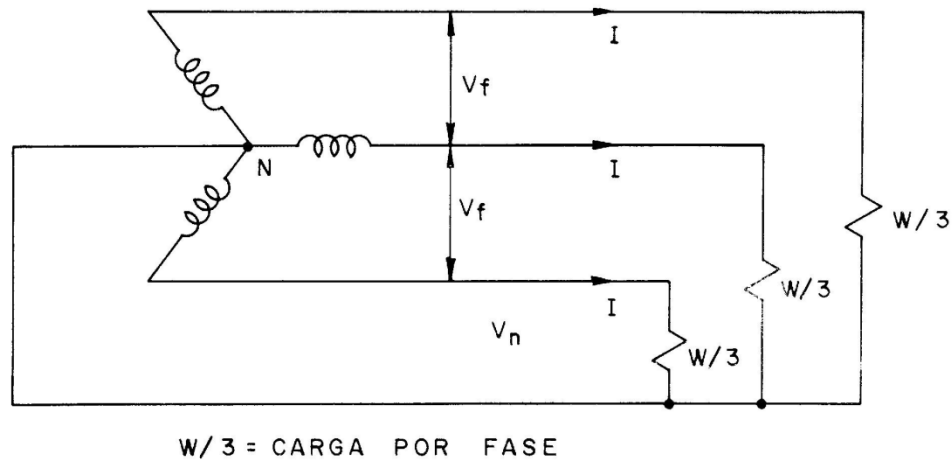 I
Vf
N
I
Vf
W/3
W/3
I
Vn
W/3
W/3 = CARGA POR FASE